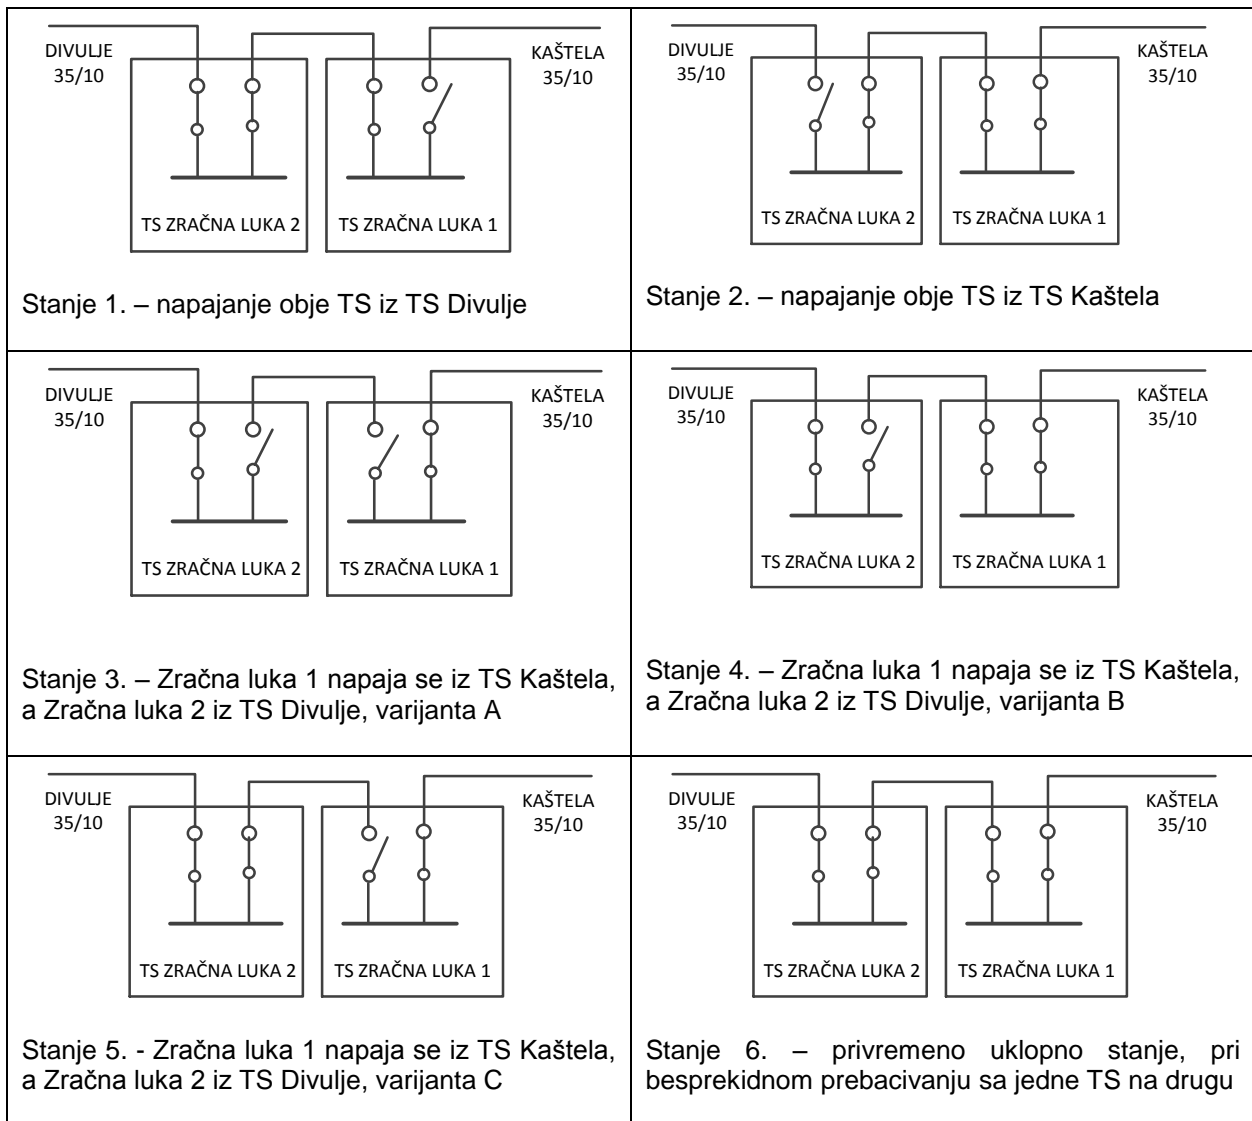 DIVULJE
35/10
KAŠTELA
35/10
TS ZRAČNA LUKA 2
TS ZRAČNA LUKA 1
Stanje 1. – napajanje obje TS iz TS Divulje
DIVULJE
35/10
KAŠTELA
35/10
TS ZRAČNA LUKA 2
TS ZRAČNA LUKA 1
Stanje 2. – napajanje obje TS iz TS Kaštela
DIVULJE
35/10
KAŠTELA
35/10
TS ZRAČNA LUKA 2
TS ZRAČNA LUKA 1
Stanje 3. – Zračna luka 1 napaja se iz TS Kaštela,
a Zračna luka 2 iz TS Divulje, varijanta A
DIVULJE
35/10
KAŠTELA
35/10
TS ZRAČNA LUKA 2
TS ZRAČNA LUKA 1
Stanje 4. – Zračna luka 1 napaja se iz TS Kaštela,
a Zračna luka 2 iz TS Divulje, varijanta B
DIVULJE
35/10
KAŠTELA
35/10
TS ZRAČNA LUKA 2
TS ZRAČNA LUKA 1
Stanje 5. - Zračna luka 1 napaja se iz TS Kaštela,
a Zračna luka 2 iz TS Divulje, varijanta C
DIVULJE
35/10
KAŠTELA
35/10
TS ZRAČNA LUKA 2
TS ZRAČNA LUKA 1
Stanje 6. – privremeno uklopno stanje, pri
besprekidnom prebacivanju sa jedne TS na drugu